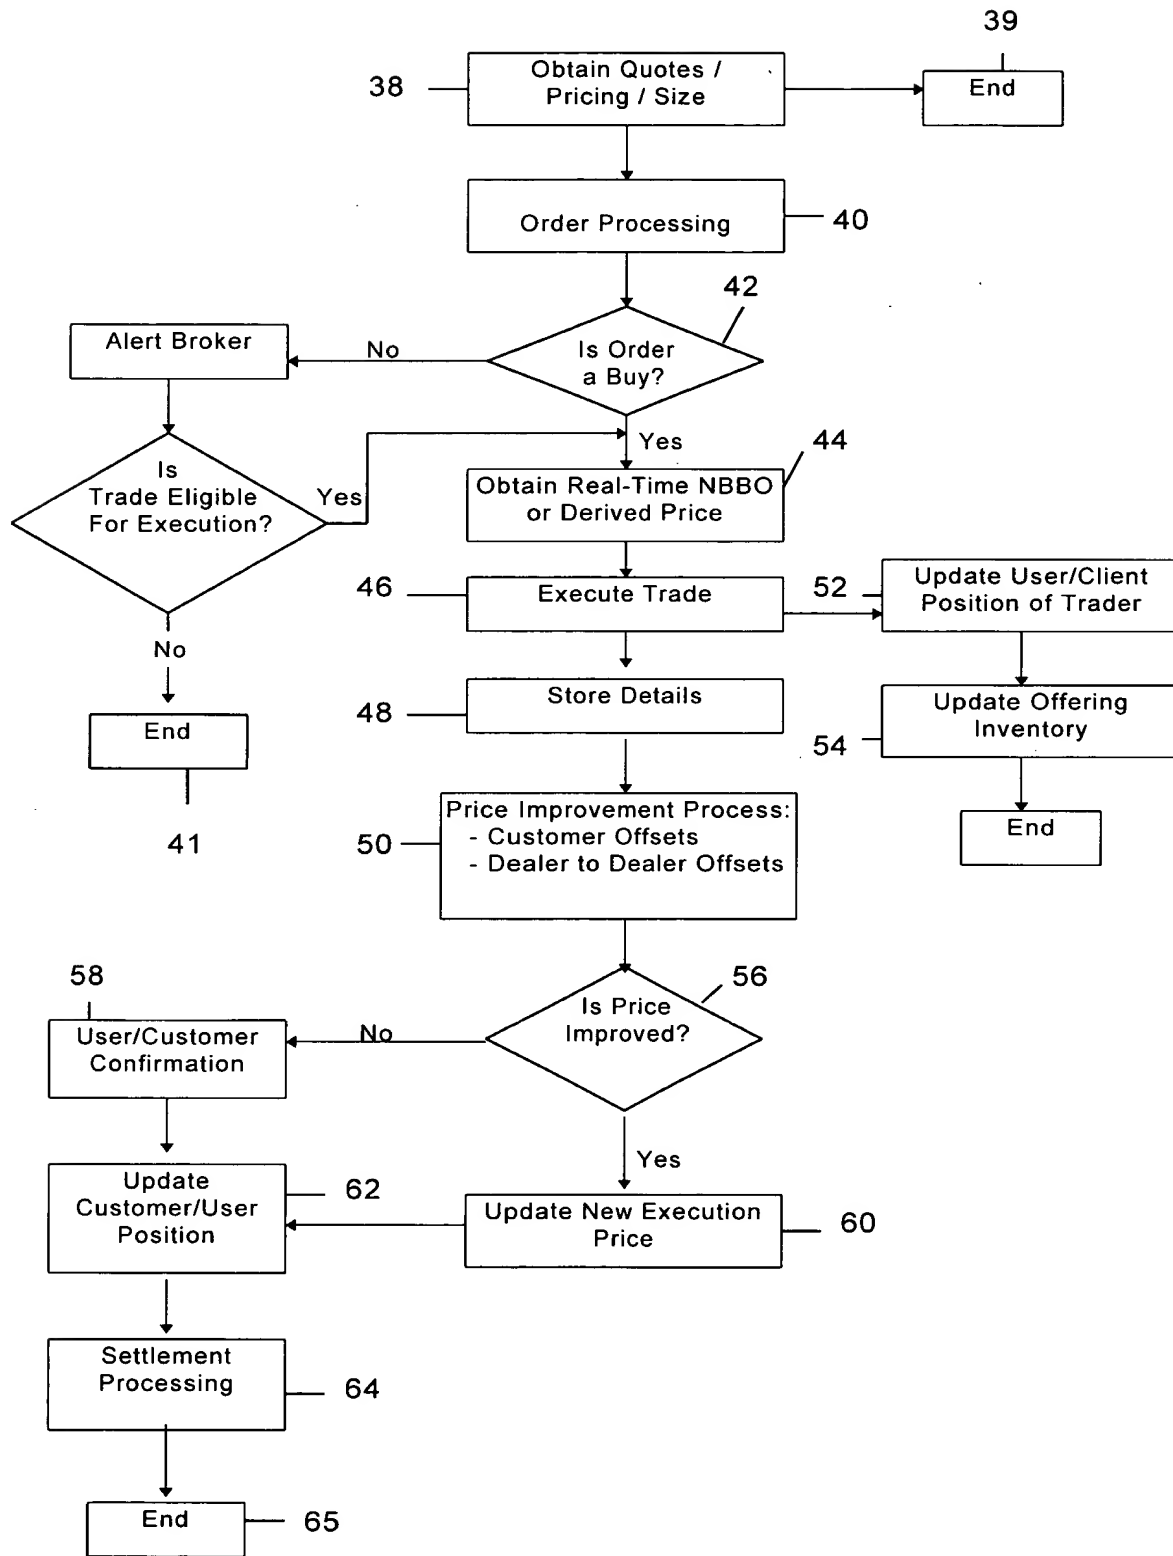 39
Obtain Quotes /
Pricing / Size
38
End
Order Processing
40
42
Alert Broker
No
Is Order
a Buy?
Yes
44
Is
Trade Eligible
For Execution?
Yes
Obtain Real-Time NBBO
or Derived Price
46
Execute Trade
52
Update User/Client
Position of Trader
No
48
Store Details
End
54
Update Offering
Inventory
41
50
Price Improvement Process:
- Customer Offsets
- Dealer to Dealer Offsets
End
58
56
Is Price
Improved?
No
User/Customer
Confirmation
Yes
Update
Customer/User
Position
62
Update New Execution
Price
60
Settlement
Processing
64
End
65